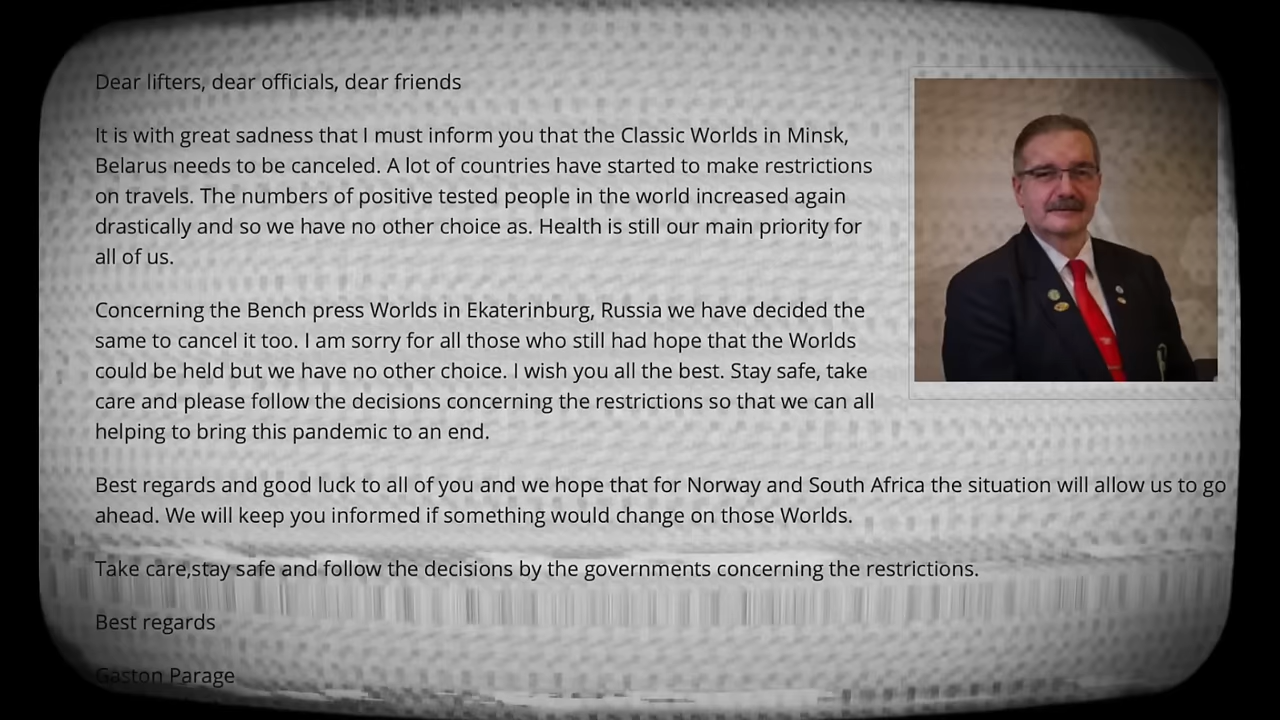 Dear lifters, dear officials, dear friends
It is with great sadness that I must inform you that the Classic Worlds in Minsk,
Belarus needs to be canceled. A lot of countries have started to make restrictions
on travels. The numbers of positive tested people in the world increased again
drastically and so we have no other choice as. Health is still our main priority for
all of us.
Concerning the Bench press Worlds in Ekaterinburg, Russia we have decided the
same to cancel it too. I am sorry for all those who still had hope that the Worlds
could be held but we have no other choice. I wish you all the best. Stay safe, take
care and please follow the decisions concerning the restrictions so that we can all
helping to bring this pandemic to an end.
Best regards and good luck to all of you and we hope that for Norway and South Africa the situation will allow us to go
ahead. We will keep you informed if something would change on those Worlds.
Take care,stay safe and follow the decisions by the governments concerning the restrictions.
Best regards
Gaston Parage